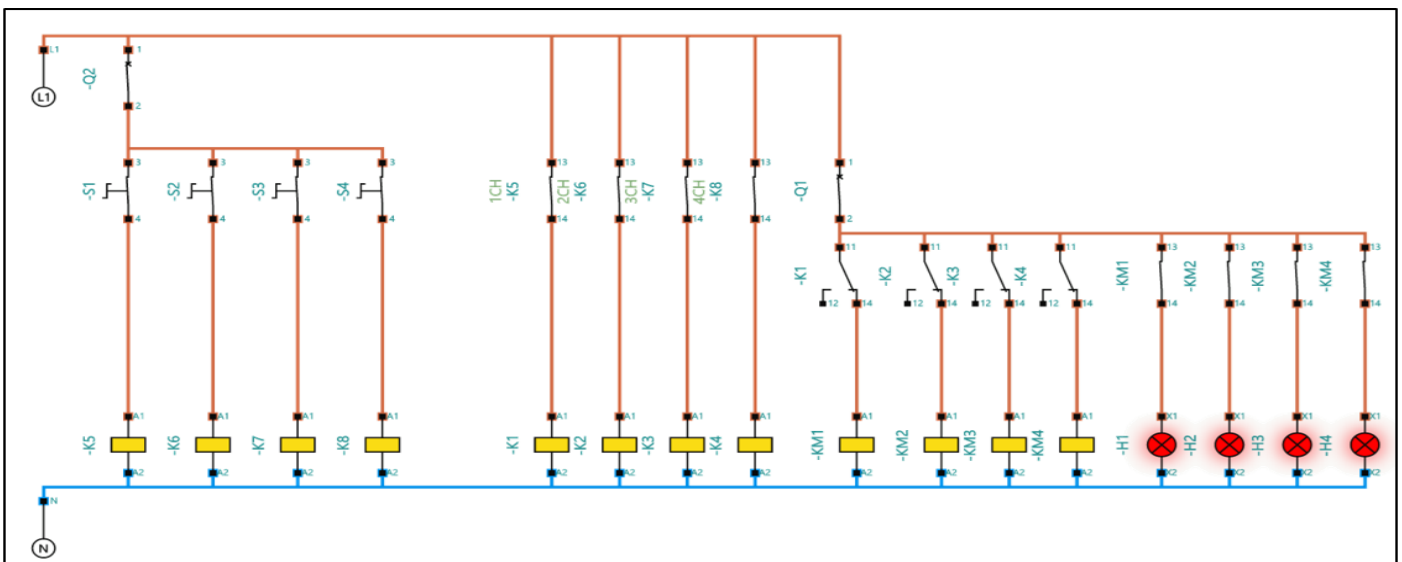 L1 1
-Q2
L1
2
3 3 3 3 13 13 13 13 1
-S1 -S2 -S3 -S4 1CH -K5 2CH -K6 3CH -K7 4CH -K8 -Q1
4 4 4 4 14 14 14 14 2
11 11 11 11 13 13 13 13
-K1 -K2 -K3 -K4 -KM1 -KM2 -KM3 -KM4
12 14 12 14 12 14 12 14 14 14 14 14
A1 A1 A1 A1 A1 A1 A1 A1 A1 A1 A1 A1 X1 X1 X1 X1
-K5 -K6 -K7 -K8 -K1 -K2 -K3 -K4 -KM1 -KM2 -KM3 -KM4 -H1 -H2 -H3 -H4
A2 A2 A2 A2 A2 A2 A2 A2 A2 A2 A2 A2 X2 X2 X2 X2
N
N